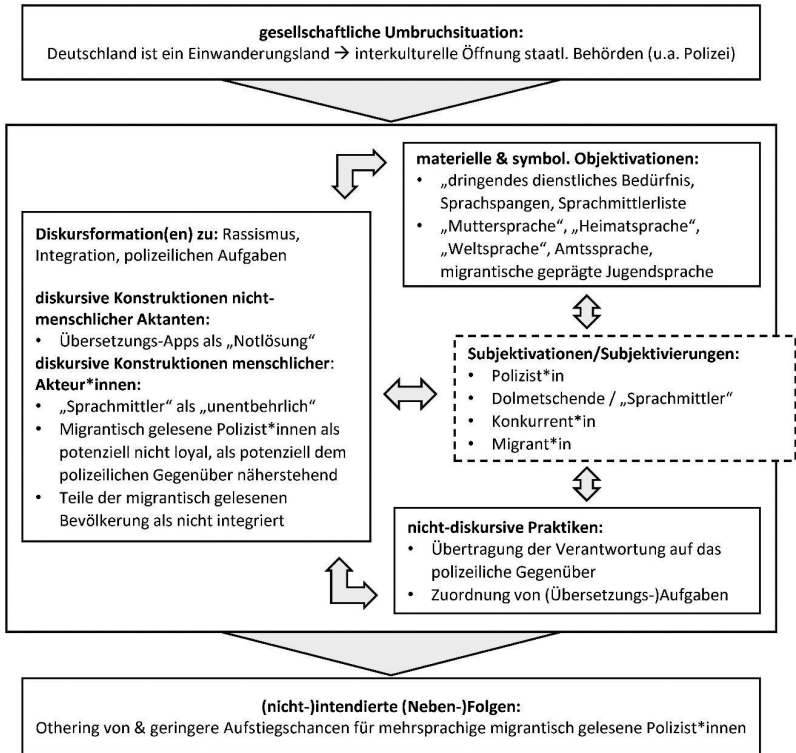 gesellschaftliche Umbruchsituation:
Deutschland ist ein Einwanderungsland → interkulturelle Öffnung staatl. Behörden (u.a. Polizei)
Diskursformation(en) zu: Rassismus,
Integration, polizeilichen Aufgaben
diskursive Konstruktionen nicht-
menschlicher Aktanten:
• Übersetzungs-Apps als „Notlösung“
diskursive Konstruktionen menschlicher:
Akteur*innen:
• „Sprachmittler“ als „unentbehrlich“
• Migrantisch gelesene Polizist*innen als
potenziell nicht loyal, als potenziell dem
polizeilichen Gegenüber näherstehend
• Teile der migrantisch gelesenen
Bevölkerung als nicht integriert
materielle & symbol. Objektivationen:
• „dringendes dienstliches Bedürfnis,
Sprachspangen, Sprachmittlerliste
• „Muttersprache“, „Heimatsprache“,
„Weltsprache“, Amtssprache,
migrantische geprägte Jugendsprache
Subjektivationen/Subjektivierungen:
• Polizist*in
• Dolmetschende / „Sprachmittler“
• Konkurrent*in
• Migrant*in
nicht-diskursive Praktiken:
• Übertragung der Verantwortung auf das
polizeiliche Gegenüber
• Zuordnung von (Übersetzungs-)Aufgaben
(nicht-)intendierte (Neben-)Folgen:
Othering von & geringere Aufstiegschancen für mehrsprachige migrantisch gelesene Polizist*innen